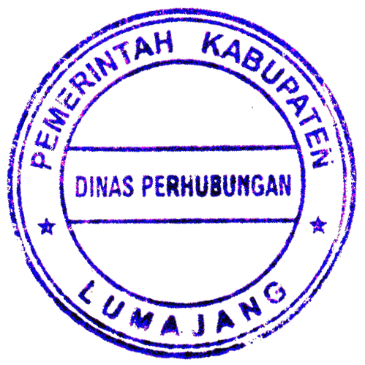 PEMERINTAH KABUPATEN
DINAS PERHUBUNGAN
LUMAJANG